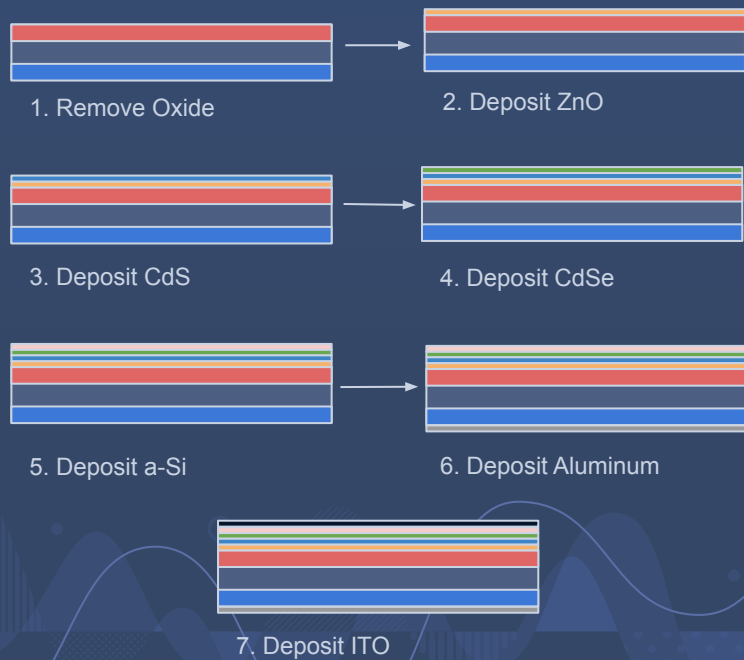 1. Remove Oxide
2. Deposit ZnO
3. Deposit CdS
4. Deposit CdSe
5. Deposit a-Si
6. Deposit Aluminum
7. Deposit ITO